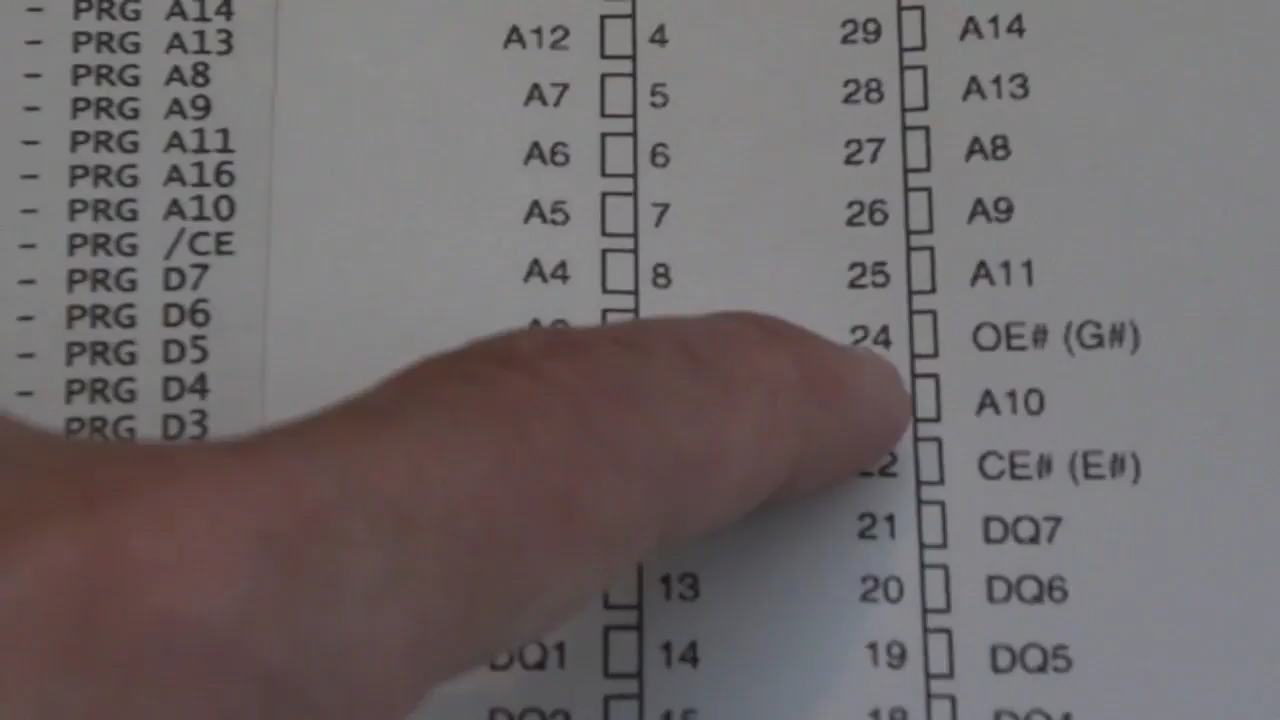 - PRG A14
- PRG A13
- PRG A8
- PRG A9
- PRG A11
- PRG A16
- PRG A10
- PRG /CE
- PRG D7
- PRG D6
- PRG D5
- PRG D4
PRG D3
A12 4 29 A14
A7 5 28 A13
A6 6 27 A8
A5 7 26 A9
A4 8 25 A11
24 OE# (G#)
A10
22 CE# (E#)
21 DQ7
13 20 DQ6
DQ1 14 19 DQ5